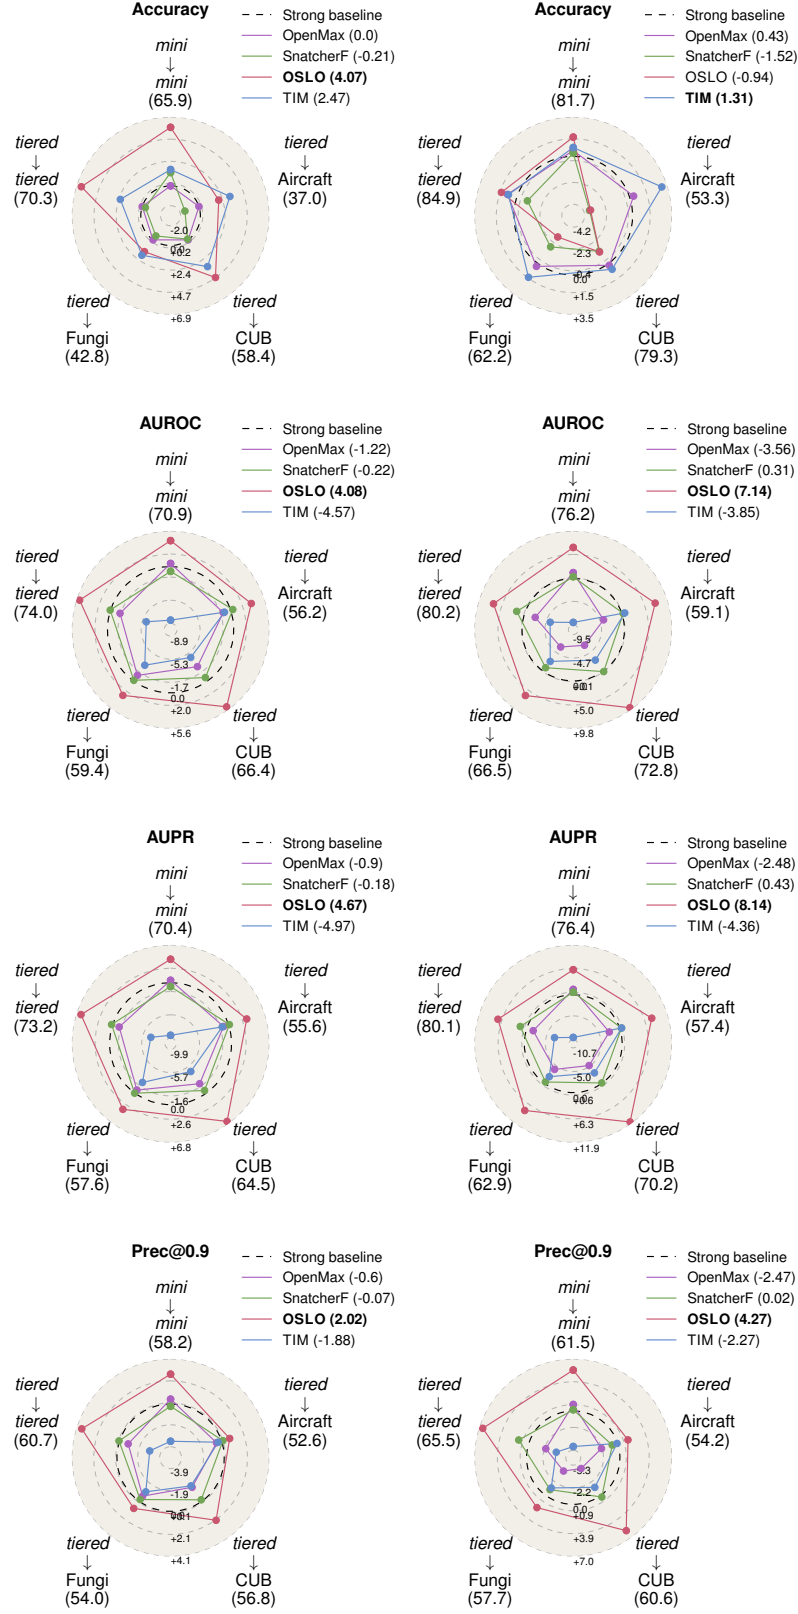 Accuracy
Strong baseline
OpenMax (0.0)
SnatcherF (-0.21)
OSLO (4.07)
TIM (2.47)
mini
↓
mini
(65.9)
tiered
↓
tiered
(70.3)
tiered
↓
Aircraft
(37.0)
-2.0
0.0
+0.2
+2.4
+4.7
+6.9
tiered
↓
Fungi
(42.8)
tiered
↓
CUB
(58.4)
Accuracy
Strong baseline
OpenMax (0.43)
SnatcherF (-1.52)
OSLO (-0.94)
TIM (1.31)
mini
↓
mini
(81.7)
tiered
↓
tiered
(84.9)
tiered
↓
Aircraft
(53.3)
-4.2
-2.3
-0.4
0.0
+1.5
+3.5
tiered
↓
Fungi
(62.2)
tiered
↓
CUB
(79.3)
AUROC
Strong baseline
OpenMax (-1.22)
SnatcherF (-0.22)
OSLO (4.08)
TIM (-4.57)
mini
↓
mini
(70.9)
tiered
↓
tiered
(74.0)
tiered
↓
Aircraft
(56.2)
-8.9
-5.3
-1.7
0.0
+2.0
+5.6
tiered
↓
Fungi
(59.4)
tiered
↓
CUB
(66.4)
AUROC
Strong baseline
OpenMax (-3.56)
SnatcherF (0.31)
OSLO (7.14)
TIM (-3.85)
mini
↓
mini
(76.2)
tiered
↓
tiered
(80.2)
tiered
↓
Aircraft
(59.1)
-9.5
-4.7
+5.0
+9.8
tiered
↓
Fungi
(66.5)
tiered
↓
CUB
(72.8)
AUPR
Strong baseline
OpenMax (-0.9)
SnatcherF (-0.18)
OSLO (4.67)
TIM (-4.97)
mini
↓
mini
(70.4)
tiered
↓
tiered
(73.2)
tiered
↓
Aircraft
(55.6)
-9.9
-5.7
-1.6
0.0
+2.6
+6.8
tiered
↓
Fungi
(57.6)
tiered
↓
CUB
(64.5)
AUPR
Strong baseline
OpenMax (-2.48)
SnatcherF (0.43)
OSLO (8.14)
TIM (-4.36)
mini
↓
mini
(76.4)
tiered
↓
tiered
(80.1)
tiered
↓
Aircraft
(57.4)
-10.7
-5.0
0.0
+0.6
+6.3
+11.9
tiered
↓
Fungi
(62.9)
tiered
↓
CUB
(70.2)
Prec@0.9
Strong baseline
OpenMax (-0.6)
SnatcherF (-0.07)
OSLO (2.02)
TIM (-1.88)
mini
↓
mini
(58.2)
tiered
↓
tiered
(60.7)
tiered
↓
Aircraft
(52.6)
-3.9
-1.9
+2.1
+4.1
tiered
↓
Fungi
(54.0)
tiered
↓
CUB
(56.8)
Prec@0.9
Strong baseline
OpenMax (-2.47)
SnatcherF (0.02)
OSLO (4.27)
TIM (-2.27)
mini
↓
mini
(61.5)
tiered
↓
tiered
(65.5)
tiered
↓
Aircraft
(54.2)
-5.3
-2.2
0.0
+0.9
+3.9
+7.0
tiered
↓
Fungi
(57.7)
tiered
↓
CUB
(60.6)